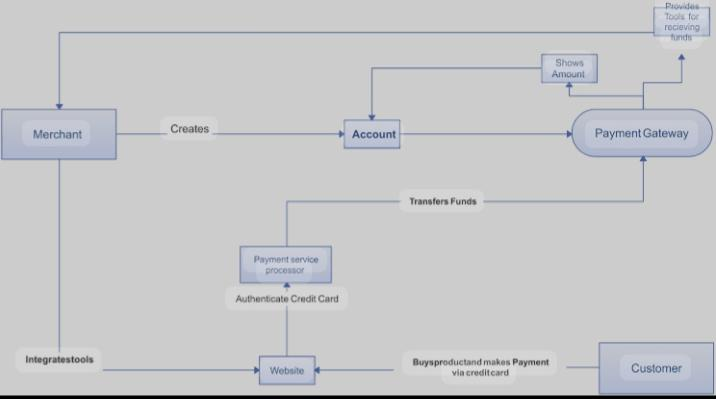 Provides
Tools for
recieving
funds
Shows
Amount
Merchant
Creates
Account
Payment Gateway
Transfers Funds
Payment service
processor
Authenticate Credit Card
Integratestools
Website
Buysproductand makes Payment
via creditcard
Customer